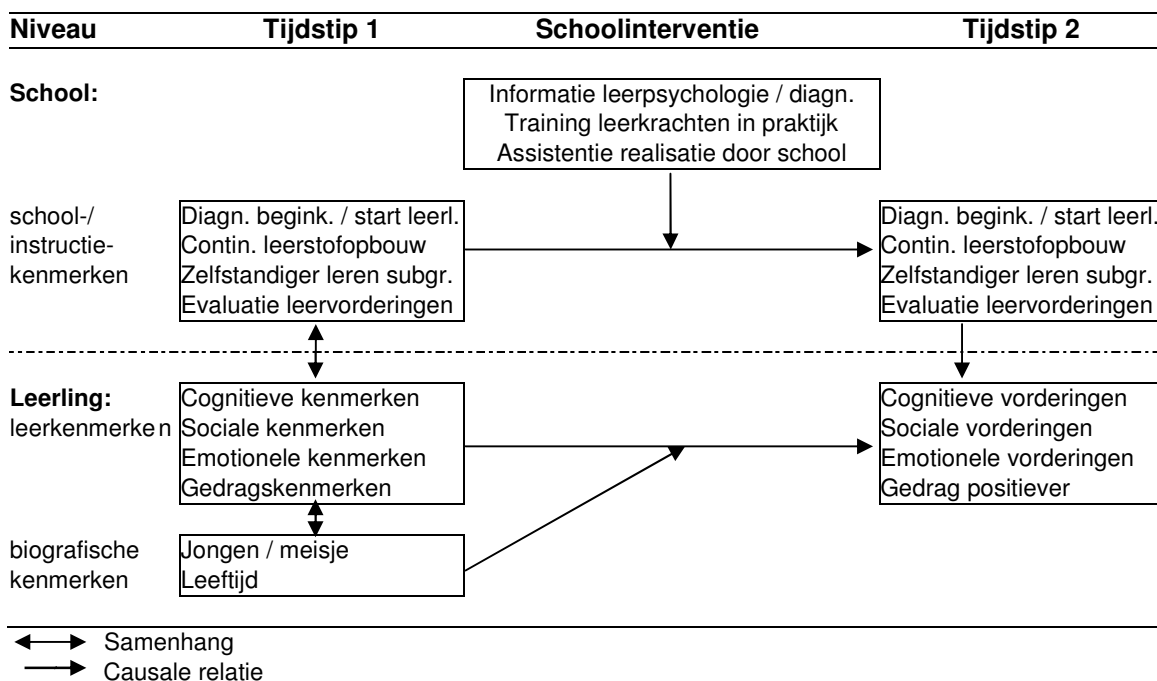 Niveau Tijdstip 1 Schoolinterventie Tijdstip 2
School:
Informatie leerpsychologie / diagn.
Training leerkrachten in praktijk
Assistentie realisatie door school
school-/
instructie-
kenmerken
Diagn. begink. / start leerl.
Contin. leerstofopbouw
Zelfstandiger leren subgr.
Evaluatie leervorderingen
Diagn. begink. / start leerl.
Contin. leerstofopbouw
Zelfstandiger leren subgr.
Evaluatie leervorderingen
Leerling:
leerkenmerken
Cognitieve kenmerken
Sociale kenmerken
Emotionele kenmerken
Gedragskenmerken
Cognitieve vorderingen
Sociale vorderingen
Emotionele vorderingen
Gedrag positiever
biografische
kenmerken
Jongen / meisje
Leeftijd
Samenhang
Causale relatie